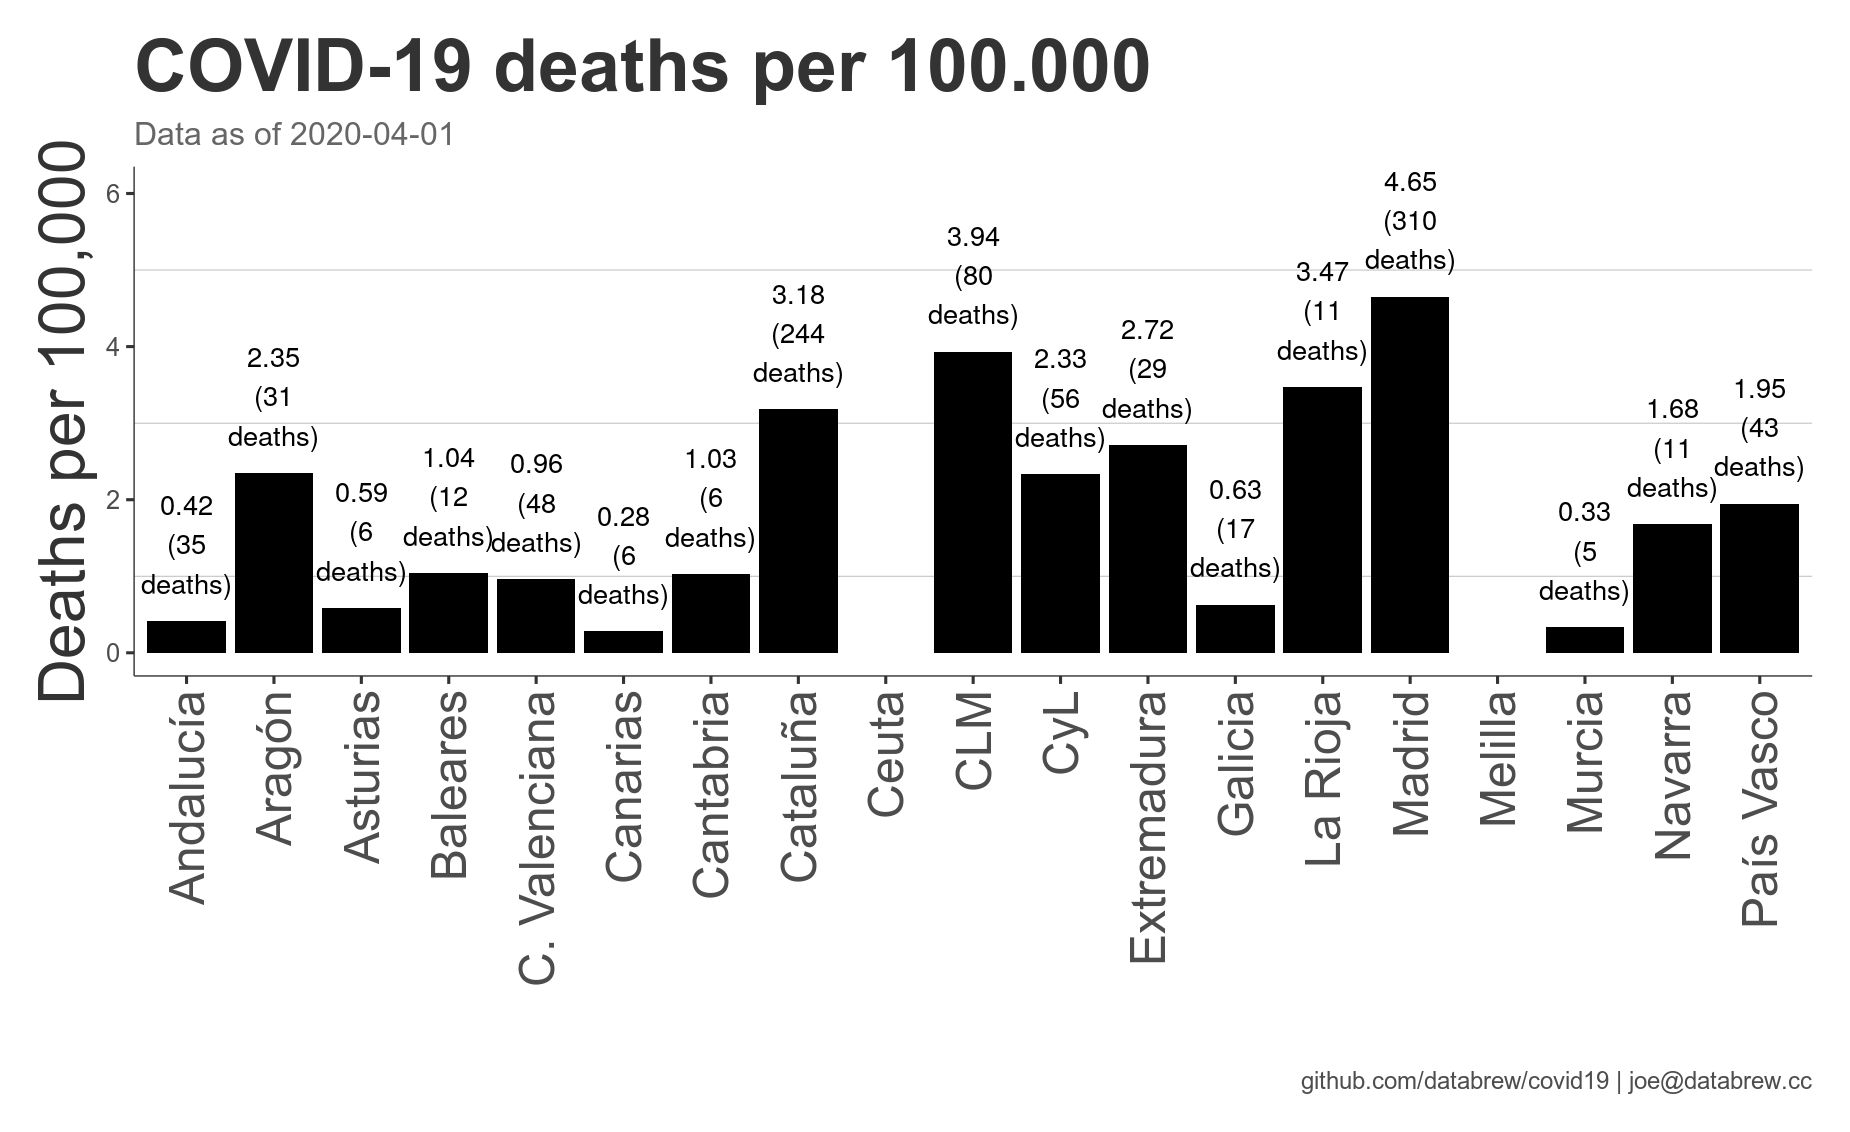 COVID-19 deaths per 100.000
Data as of 2020-04-01
Deaths per 100,000
6
4
2
0
0.42
(35
deaths)
2.35
(31
deaths)
0.59
(6
deaths)
1.04
(12
deaths)
0.96
(48
deaths)
0.28
(6
deaths)
1.03
(6
deaths)
3.18
(244
deaths)
3.94
(80
deaths)
2.33
(56
deaths)
2.72
(29
deaths)
0.63
(17
deaths)
3.47
(11
deaths)
4.65
(310
deaths)
0.33
(5
deaths)
1.68
(11
deaths)
1.95
(43
deaths)
Andalucía
Aragón
Asturias
Baleares
C. Valenciana
Canarias
Cantabria
Cataluña
Ceuta
CLM
CyL
Extremadura
Galicia
La Rioja
Madrid
Melilla
Murcia
Navarra
País Vasco
github.com/databrew/covid19 | joe@databrew.cc